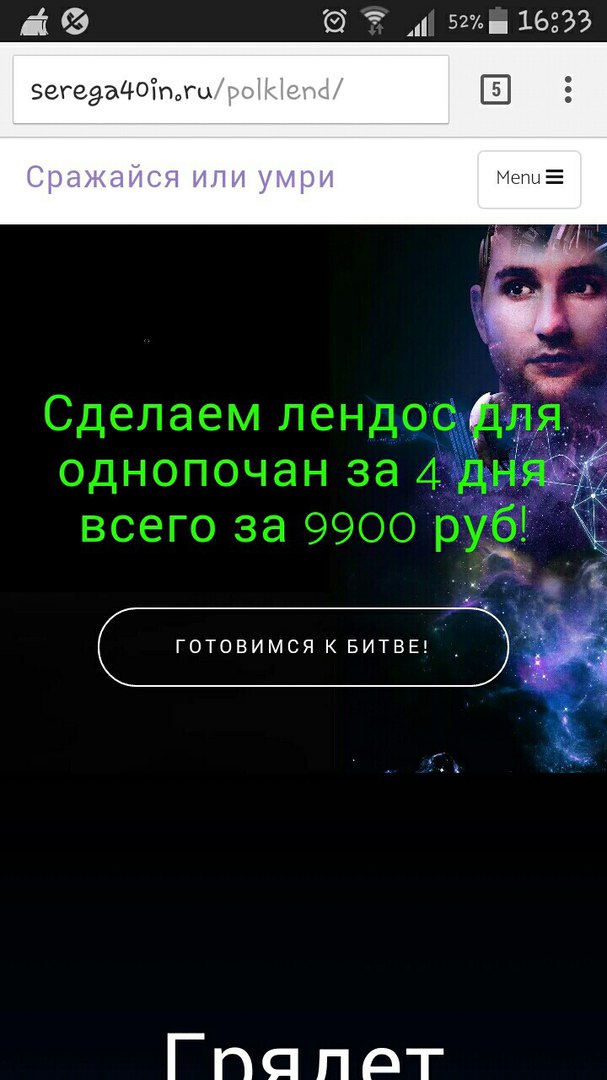 52% 16:33
serega40in.ru/polklend/
5
Сражайся или умри
Menu
Сделаем лендос для
однопочан за 4 дня
всего за 9900 руб!
ГОТОВИМСЯ К БИТВЕ!
Грядет